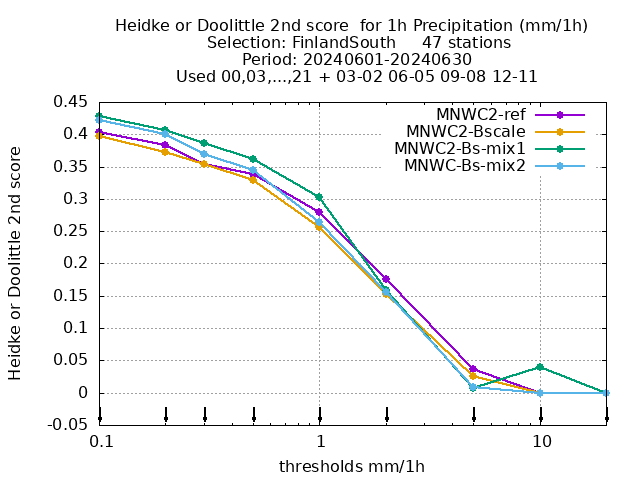 Heidke or Doolittle 2nd score  for 1h Precipitation (mm/1h)
Selection: FinlandSouth     47 stations
Period: 20240601-20240630
Used 00,03,...,21 + 03-02 06-05 09-08 12-11
Heidke or Doolittle 2nd score
0.45
0.4
0.35
0.3
0.25
0.2
0.15
0.1
0.05
0
-0.05
MNWC2-ref
MNWC2-Bscale
MNWC2-Bs-mix1
MNWC-Bs-mix2
0.1 1 10
thresholds mm/1h